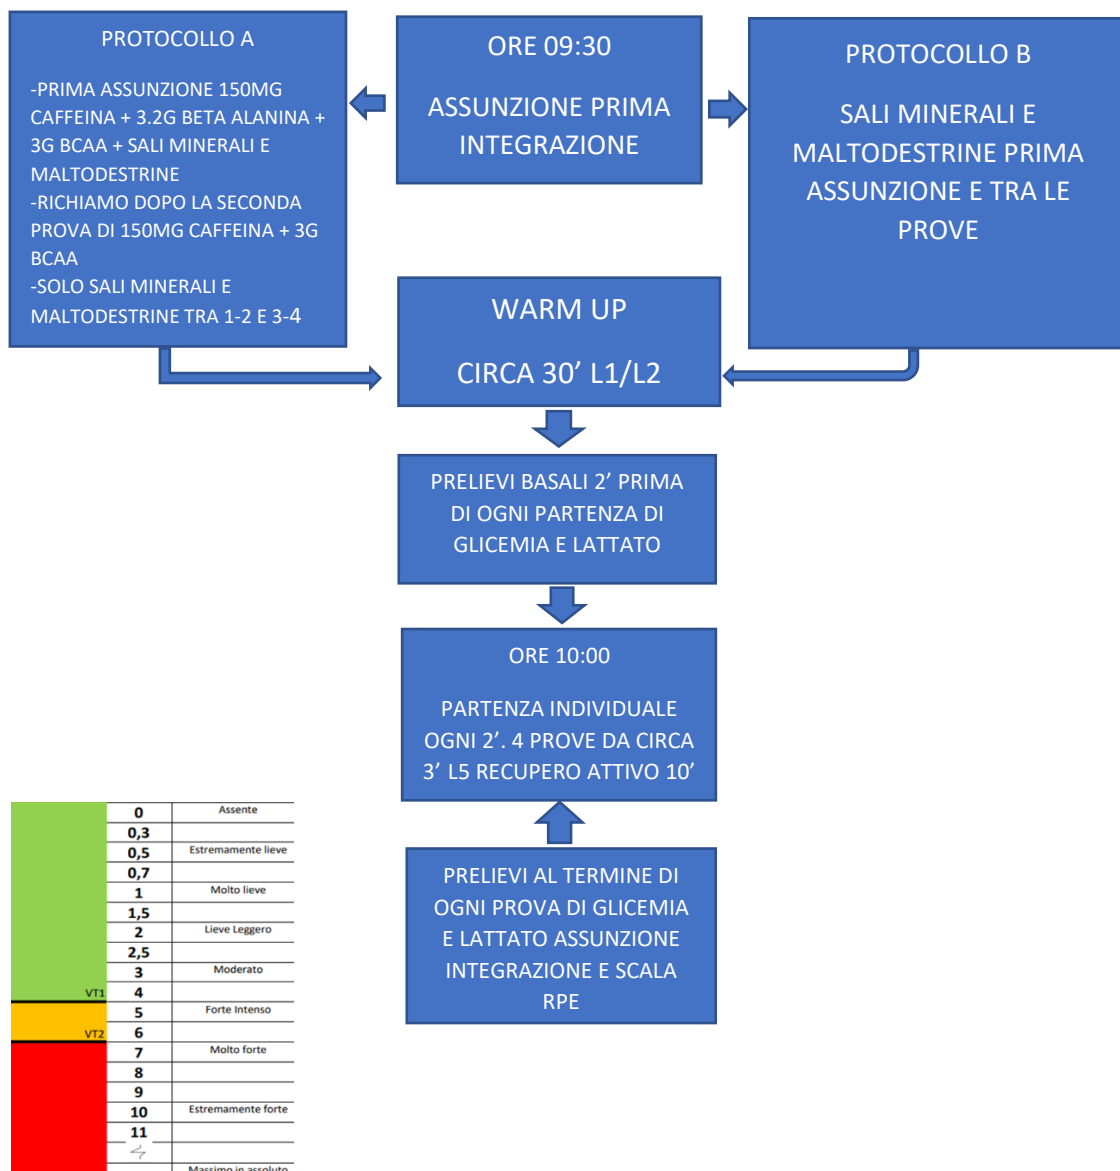 PROTOCOLLO A
-PRIMA ASSUNZIONE 150MG
CAFFEINA + 3.2G BETA ALANINA +
3G BCAA + SALI MINERALI E
MALTODESTRINE
-RICHIAMO DOPO LA SECONDA
PROVA DI 150MG CAFFEINA + 3G
BCAA
-SOLO SALI MINERALI E
MALTODESTRINE TRA 1-2 E 3-4
ORE 09:30
ASSUNZIONE PRIMA
INTEGRAZIONE
PROTOCOLLO B
SALI MINERALI E
MALTODESTRINE PRIMA
ASSUNZIONE E TRA LE
PROVE
WARM UP
CIRCA 30’ L1/L2
PRELIEVI BASALI 2’ PRIMA
DI OGNI PARTENZA DI
GLICEMIA E LATTATO
ORE 10:00
PARTENZA INDIVIDUALE
OGNI 2’. 4 PROVE DA CIRCA
3’ L5 RECUPERO ATTIVO 10’
PRELIEVI AL TERMINE DI
OGNI PROVA DI GLICEMIA
E LATTATO ASSUNZIONE
INTEGRAZIONE E SCALA
RPE
0 Assente
0,3
0,5 Estremamente lieve
0,7
1 Molto lieve
1,5
2 Lieve Leggero
2,5
3 Moderato
VT1 4
5 Forte Intenso
VT2 6
7 Molto forte
8
9
10 Estremamente forte
11
Massimo in assoluto